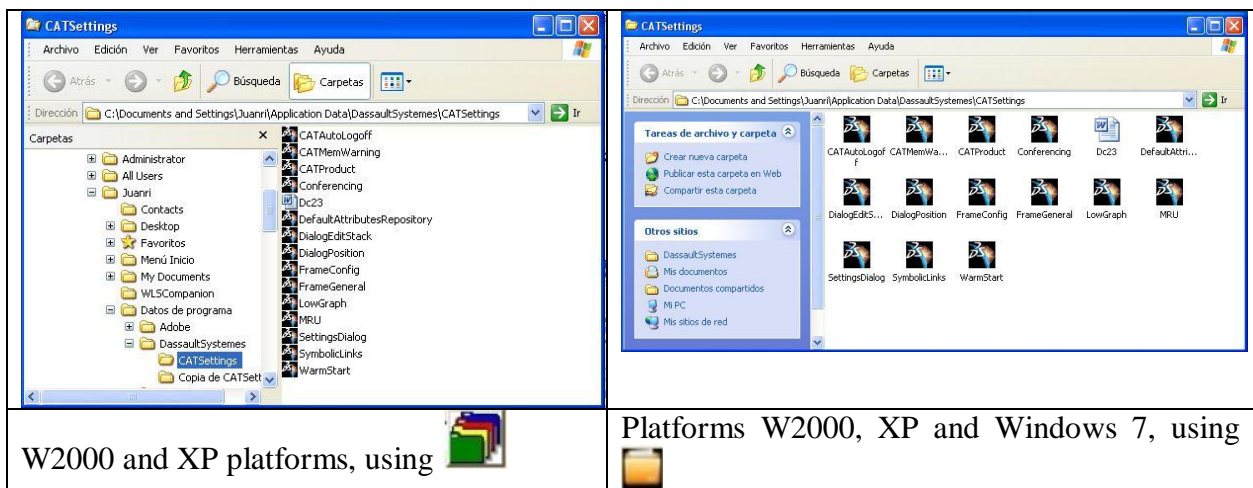 CATSettings
Archivo Edición Ver Favoritos Herramientas Ayuda
Atrás Búsqueda Carpetas
Dirección C:\Documents and Settings\Juanri\Application Data\DassaultSystemes\CATSettings Ir
Carpetas
Administrator
All Users
Juanri
Contacts
Desktop
Favorites
Menú Inicio
My Documents
WLSCompanion
Datos de programa
Adobe
DassaultSystemes
CATSettings
Copia de CATSett
CATAutoLogoff
CATMemWarning
CATProduct
Conferencing
Dc23
DefaultAttributesRepository
DialogEditStack
DialogPosition
FrameConfig
FrameGeneral
LowGraph
MRU
SettingsDialog
SymbolicLinks
WarmStart
CATSettings
Archivo Edición Ver Favoritos Herramientas Ayuda
Atrás Búsqueda Carpetas
Dirección C:\Documents and Settings\Juanri\Application Data\DassaultSystemes\CATSettings Ir
Tareas de archivo y carpeta
Crear nueva carpeta
Publicar esta carpeta en Web
Compartir esta carpeta
Otros sitios
DassaultSystemes
Mis documentos
Documentos compartidos
Mi PC
Mis sitios de red
CATAutoLogof CATMemWa... CATProduct Conferencing Dc23 DefaultAttri...
f
DialogEditS... DialogPosition FrameConfig FrameGeneral LowGraph MRU
SettingsDialog SymbolicLinks WarmStart
W2000 and XP platforms, using
Platforms W2000, XP and Windows 7, using